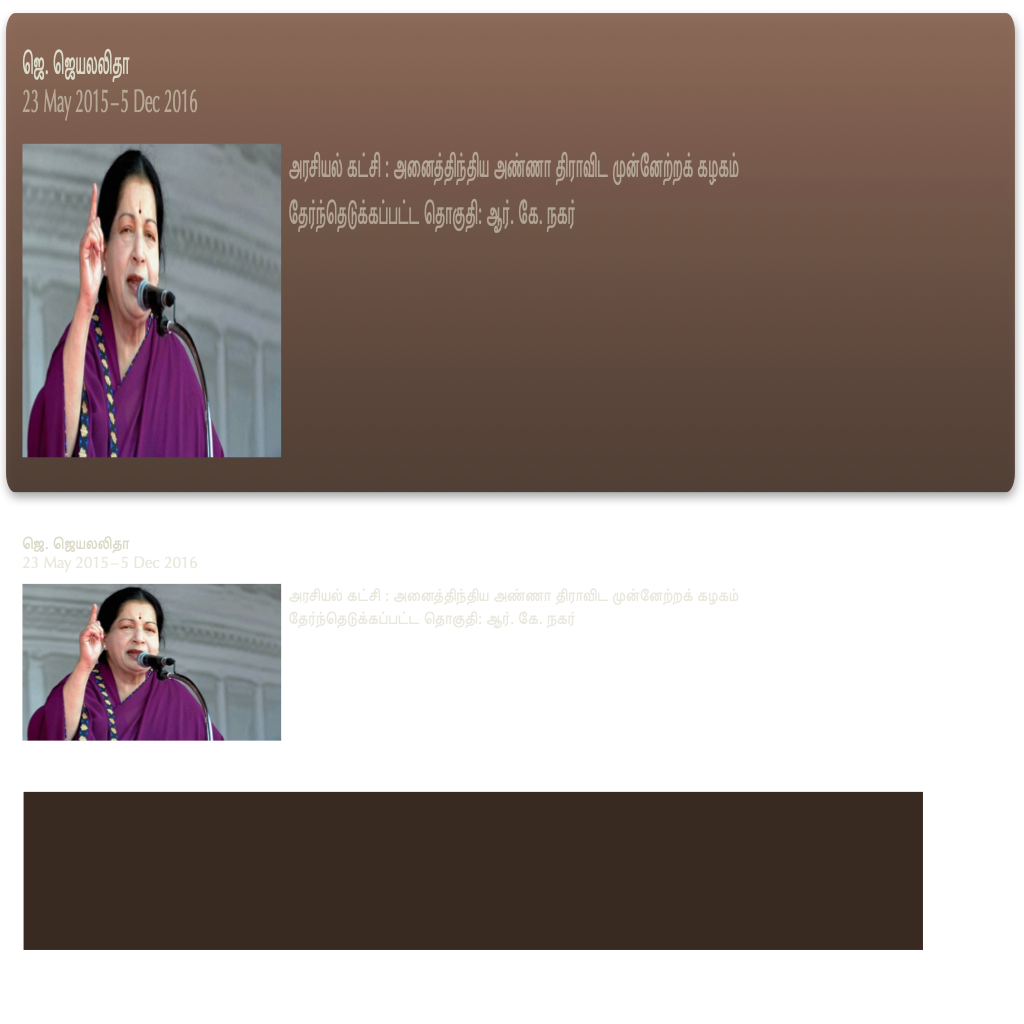 ஜெ. ஜெயலலிதா
23 May 2015–5 Dec 2016
அரசியல் கட்சி : அனைத்திந்திய அண்ணா திராவிட முன்னேற்றக் கழகம்
தேர்ந்தெடுக்கப்பட்ட தொகுதி: ஆர். கே. நகர்
ஜெ. ஜெயலலிதா
23 May 2015–5 Dec 2016
அரசியல் கட்சி : அனைத்திந்திய அண்ணா திராவிட முன்னேற்றக் கழகம்
தேர்ந்தெடுக்கப்பட்ட தொகுதி: ஆர். கே. நகர்